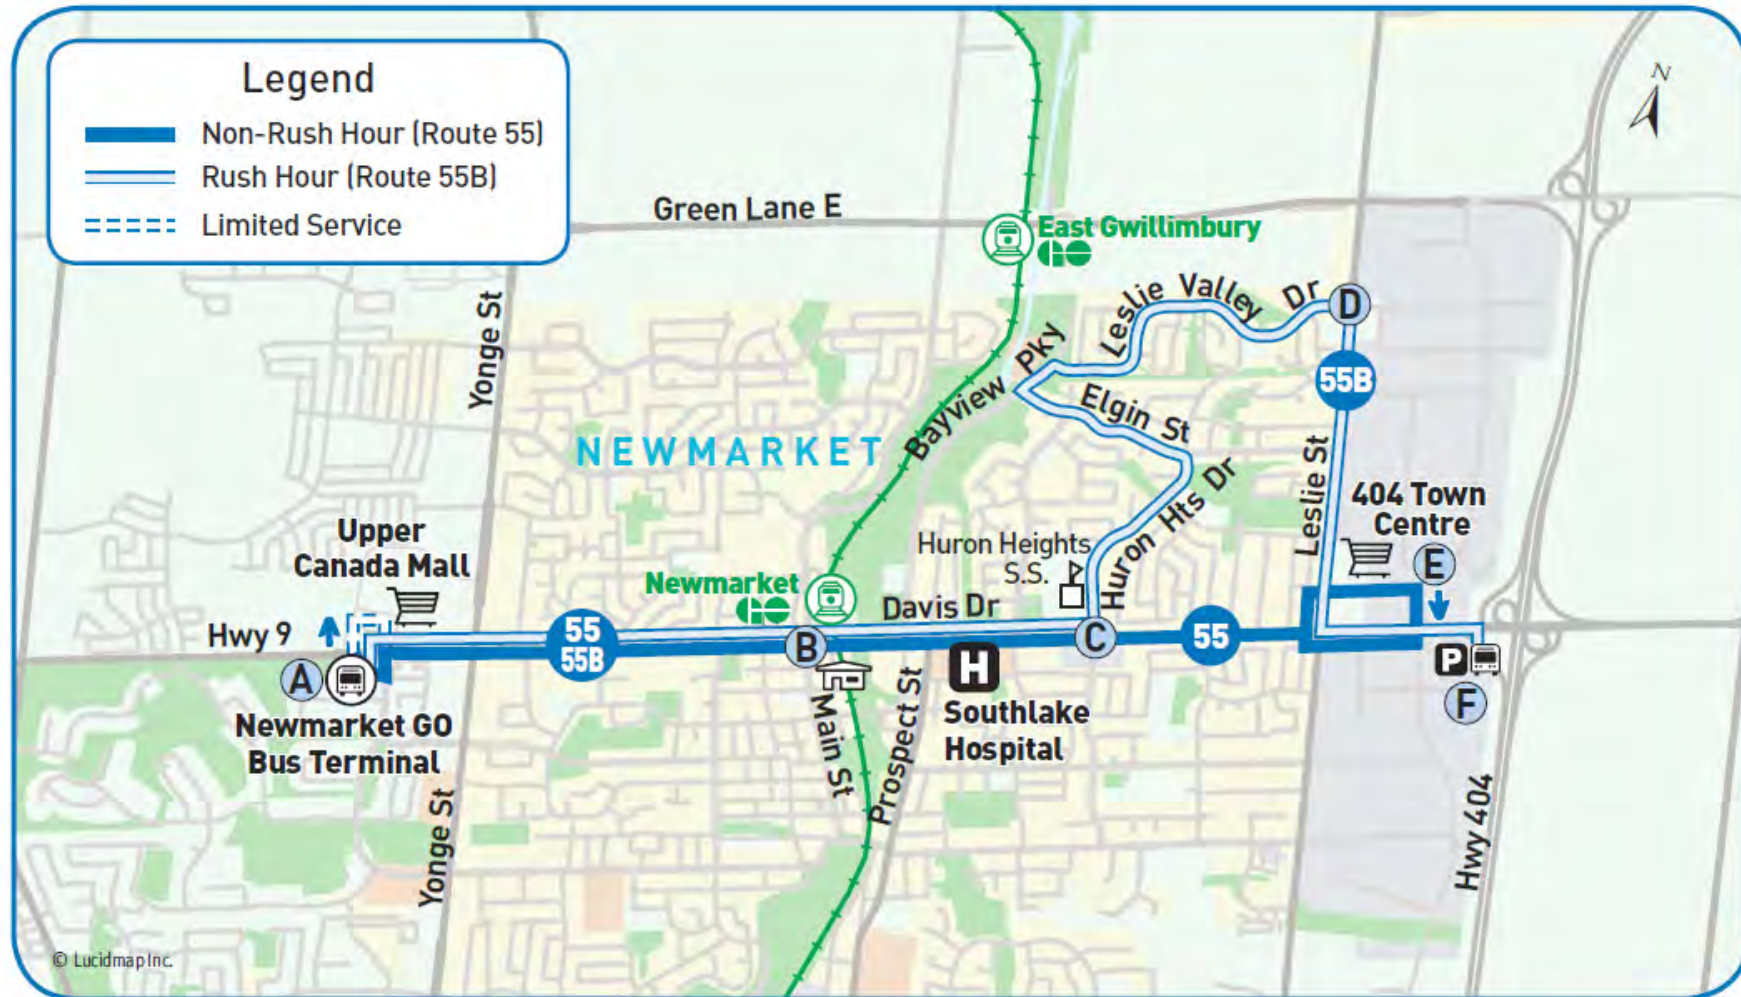 Legend
Non-Rush Hour (Route 55)
Rush Hour (Route 55B)
Limited Service
N
Green Lane E
East Gwillimbury
GO
Yonge St
Leslie Valley Dr
D
Bayview Pky
55B
Elgin St
NEWMARKET
Leslie St
Huron Hts Dr
404 Town
Centre
E
Upper
Canada Mall
Huron Heights
S.S.
Newmarket
GO
Davis Dr
Hwy 9
55
55B
B
C
55
A
H
P
F
Newmarket GO
Bus Terminal
Main St
Prospect St
Southlake
Hospital
Yonge St
Hwy 404
© Lucidmap Inc.